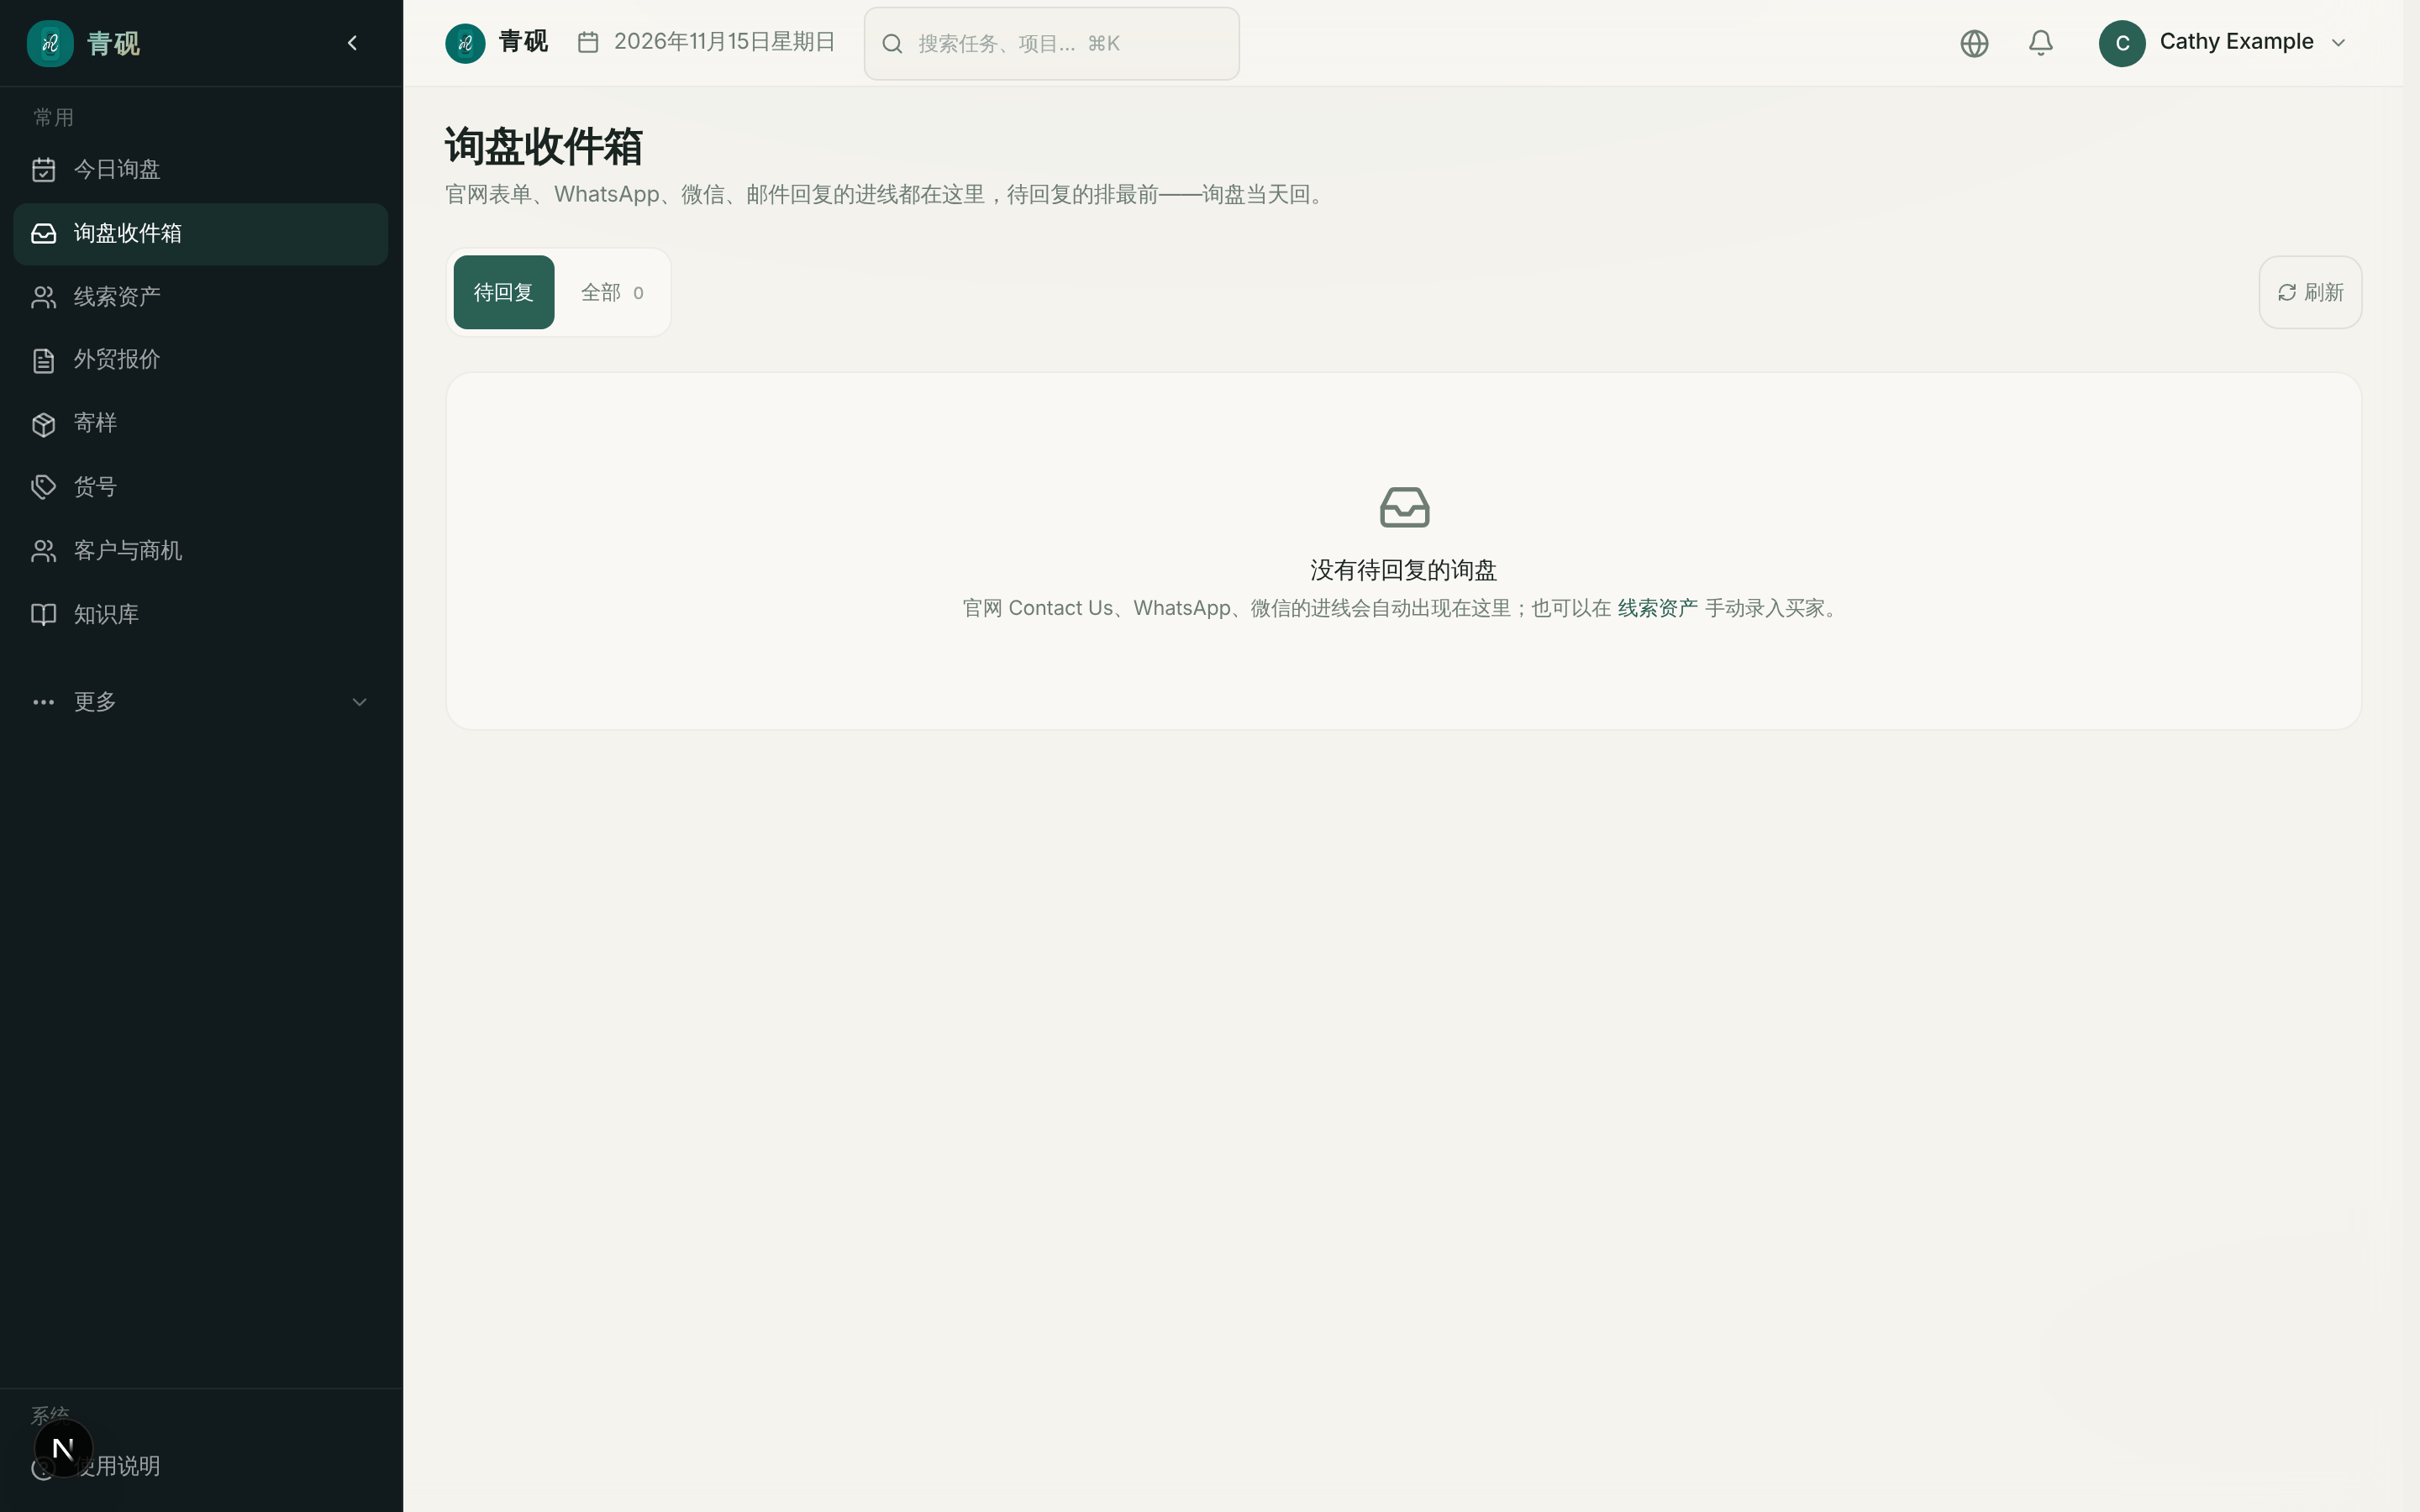 青砚
常用
今日询盘
询盘收件箱
线索资产
外贸报价
寄样
货号
客户与商机
知识库
更多
系统
使用说明
N
青砚
2026年11月15日星期日
搜索任务、项目... ⌘K
C
Cathy Example
询盘收件箱
官网表单、WhatsApp、微信、邮件回复的进线都在这里，待回复的排最前——询盘当天回。
待回复
全部 0
刷新
没有待回复的询盘
官网 Contact Us、WhatsApp、微信的进线会自动出现在这里；也可以在 线索资产 手动录入买家。